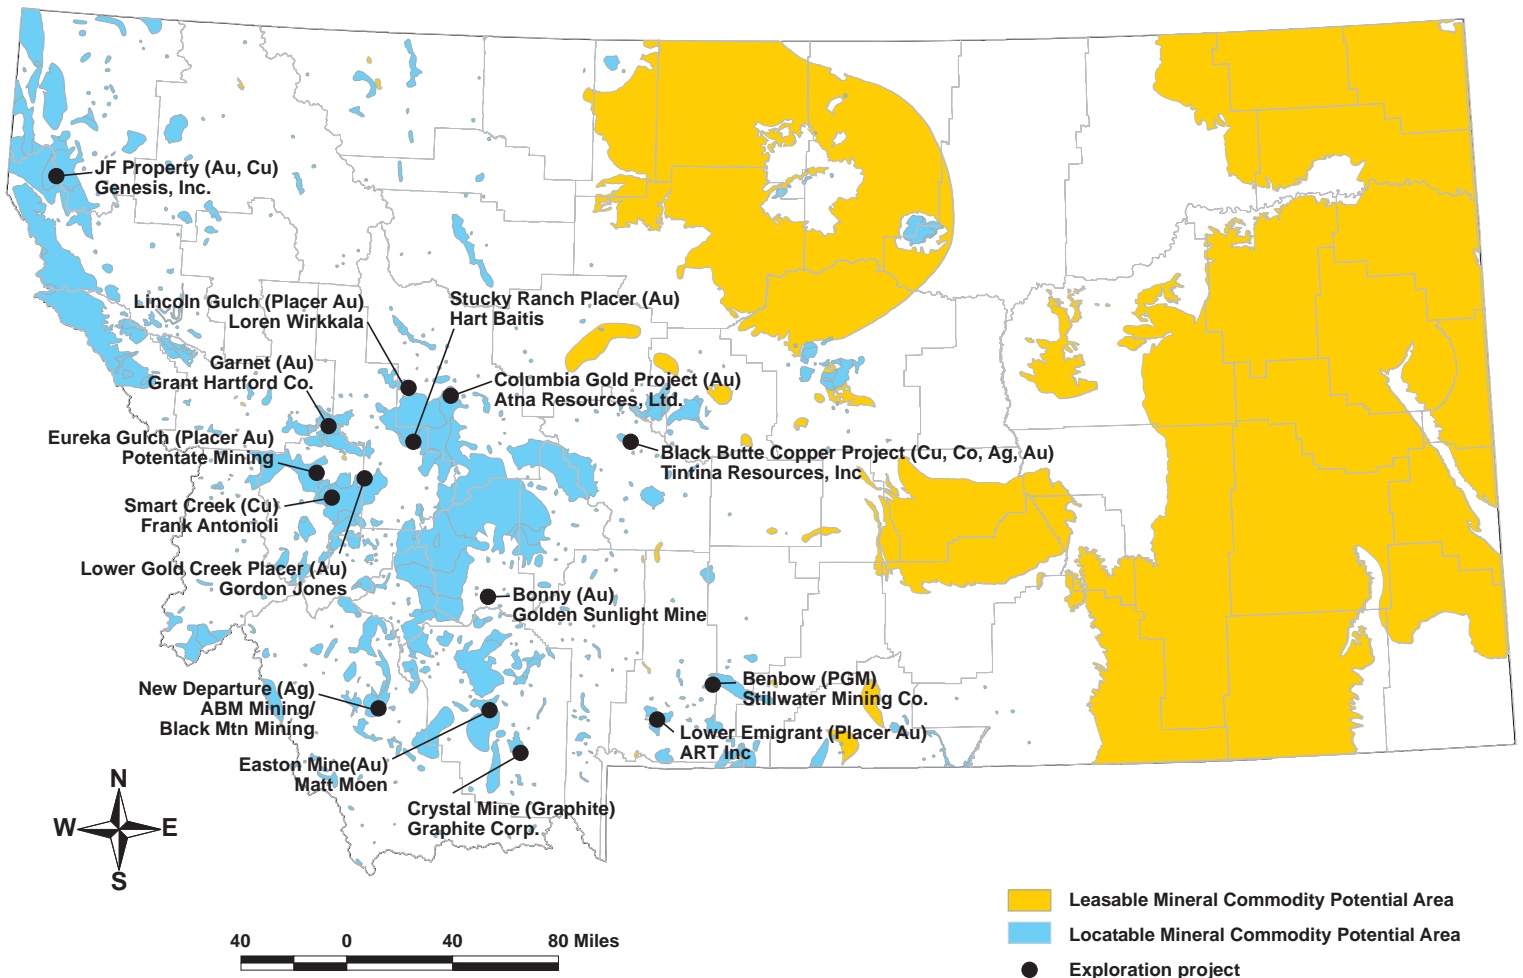 JF Property (Au, Cu)
Genesis, Inc.
Lincoln Gulch (Placer Au)
Loren Wirkkala
Stucky Ranch Placer (Au)
Hart Baitis
Garnet (Au)
Grant Hartford Co.
Columbia Gold Project (Au)
Atna Resources, Ltd.
Eureka Gulch (Placer Au)
Potentate Mining
Black Butte Copper Project (Cu, Co, Ag, Au)
Tintina Resources, Inc
Smart Creek (Cu)
Frank Antonioli
Lower Gold Creek Placer (Au)
Gordon Jones
Bonny (Au)
Golden Sunlight Mine
New Departure (Ag)
ABM Mining/
Black Mtn Mining
Benbow (PGM)
Stillwater Mining Co.
Lower Emigrant (Placer Au)
ART Inc
Easton Mine(Au)
Matt Moen
Crystal Mine (Graphite)
Graphite Corp.
N
W E
S
40 0 40 80 Miles
Leasable Mineral Commodity Potential Area
Locatable Mineral Commodity Potential Area
Exploration project